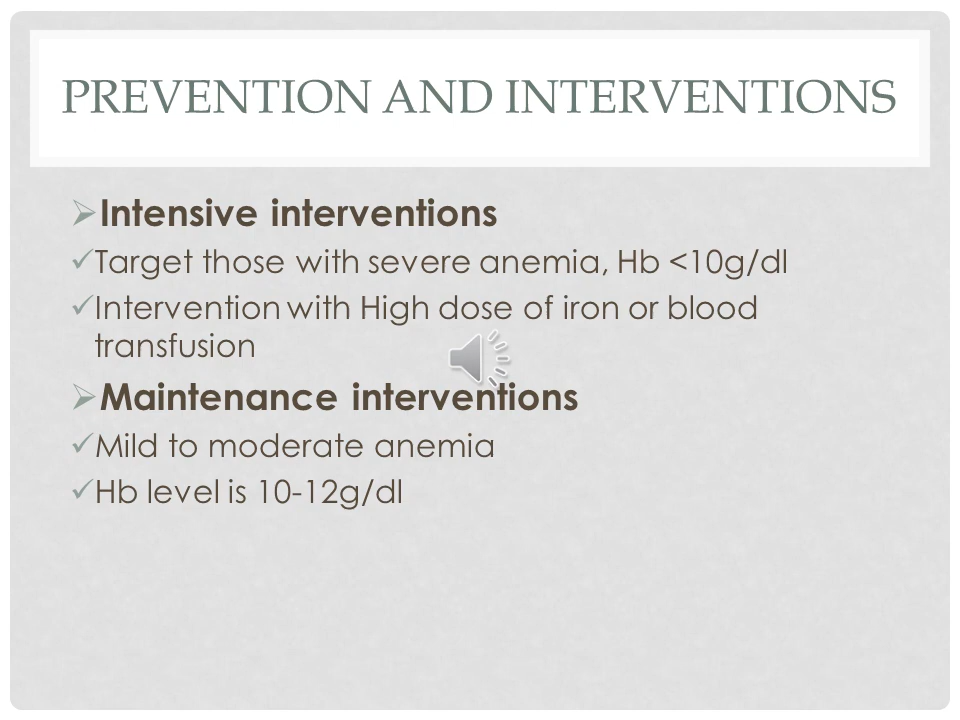 PREVENTION AND INTERVENTIONS
Intensive interventions
Target those with severe anemia, Hb <10g/dl
Intervention with High dose of iron or blood
transfusion
Maintenance interventions
Mild to moderate anemia
Hb level is 10-12g/dl